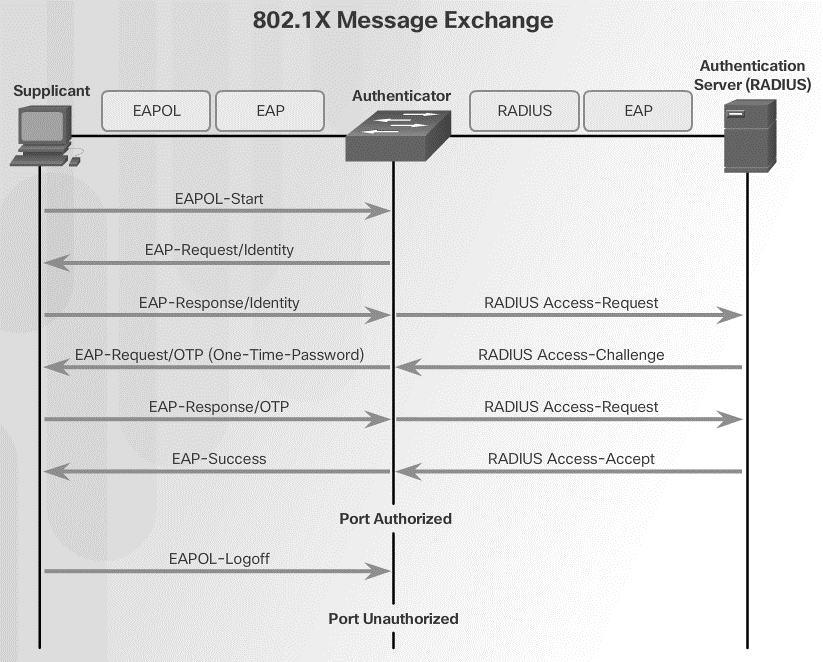 802.1X Message Exchange
Supplicant
EAPOL
EAP
Authenticator
RADIUS
EAP
Authentication
Server (RADIUS)
EAPOL-Start
EAP-Request/Identity
EAP-Response/Identity
RADIUS Access-Request
EAP-Request/OTP (One-Time-Password)
RADIUS Access-Challenge
EAP-Response/OTP
RADIUS Access-Request
EAP-Success
RADIUS Access-Accept
Port Authorized
EAPOL-Logoff
Port Unauthorized